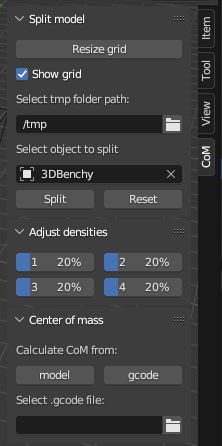 Split model
Resize grid
Show grid
Select tmp folder path:
/tmp
Select object to split
3DBenchy
Split Reset
Adjust densities
1 20% 2 20%
3 20% 4 20%
Center of mass
Calculate CoM from:
model gcode
Select .gcode file:
Item
Tool
View
CoM